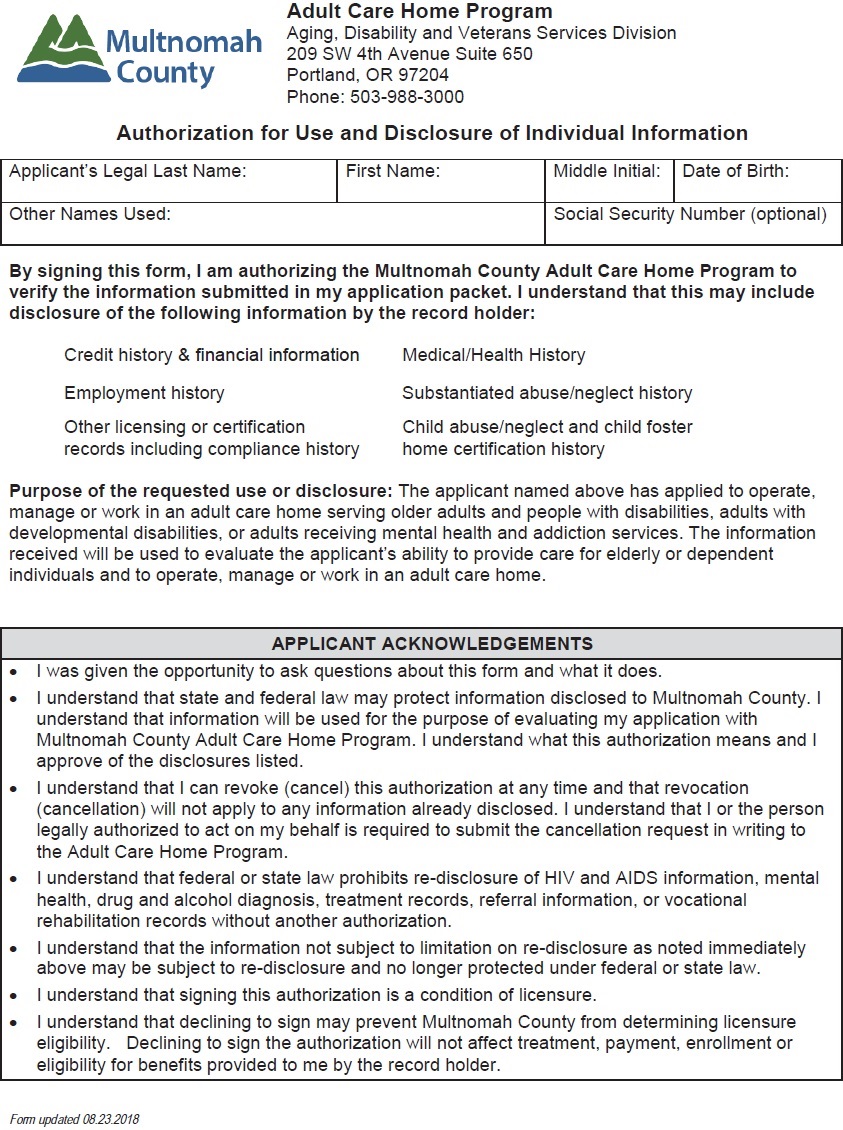 Multnomah
County
Adult Care Home Program
Aging, Disability and Veterans Services Division
209 SW 4th Avenue Suite 650
Portland, OR 97204
Phone: 503-988-3000
Authorization for Use and Disclosure of Individual Information
Applicant's Legal Last Name: First Name: Middle Initial: Date of Birth:
Other Names Used: Social Security Number (optional)
By signing this form, I am authorizing the Multnomah County Adult Care Home Program to
verify the information submitted in my application packet. I understand that this may include
disclosure of the following information by the record holder:
Credit history & financial information Medical/Health History
Employment history Substantiated abuse/neglect history
Other licensing or certification Child abuse/neglect and child foster
records including compliance history home certification history
Purpose of the requested use or disclosure: The applicant named above has applied to operate,
manage or work in an adult care home serving older adults and people with disabilities, adults with
developmental disabilities, or adults receiving mental health and addiction services. The information
received will be used to evaluate the applicant's ability to provide care for elderly or dependent
individuals and to operate, manage or work in an adult care home.
APPLICANT ACKNOWLEDGEMENTS
• I was given the opportunity to ask questions about this form and what it does.
• I understand that state and federal law may protect information disclosed to Multnomah County. I
understand that information will be used for the purpose of evaluating my application with
Multnomah County Adult Care Home Program. I understand what this authorization means and I
approve of the disclosures listed.
• I understand that I can revoke (cancel) this authorization at any time and that revocation
(cancellation) will not apply to any information already disclosed. I understand that I or the person
legally authorized to act on my behalf is required to submit the cancellation request in writing to
the Adult Care Home Program.
• I understand that federal or state law prohibits re-disclosure of HIV and AIDS information, mental
health, drug and alcohol diagnosis, treatment records, referral information, or vocational
rehabilitation records without another authorization.
• I understand that the information not subject to limitation on re-disclosure as noted immediately
above may be subject to re-disclosure and no longer protected under federal or state law.
• I understand that signing this authorization is a condition of licensure.
• I understand that declining to sign may prevent Multnomah County from determining licensure
eligibility. Declining to sign the authorization will not affect treatment, payment, enrollment or
eligibility for benefits provided to me by the record holder.
Form updated 08.23.2018